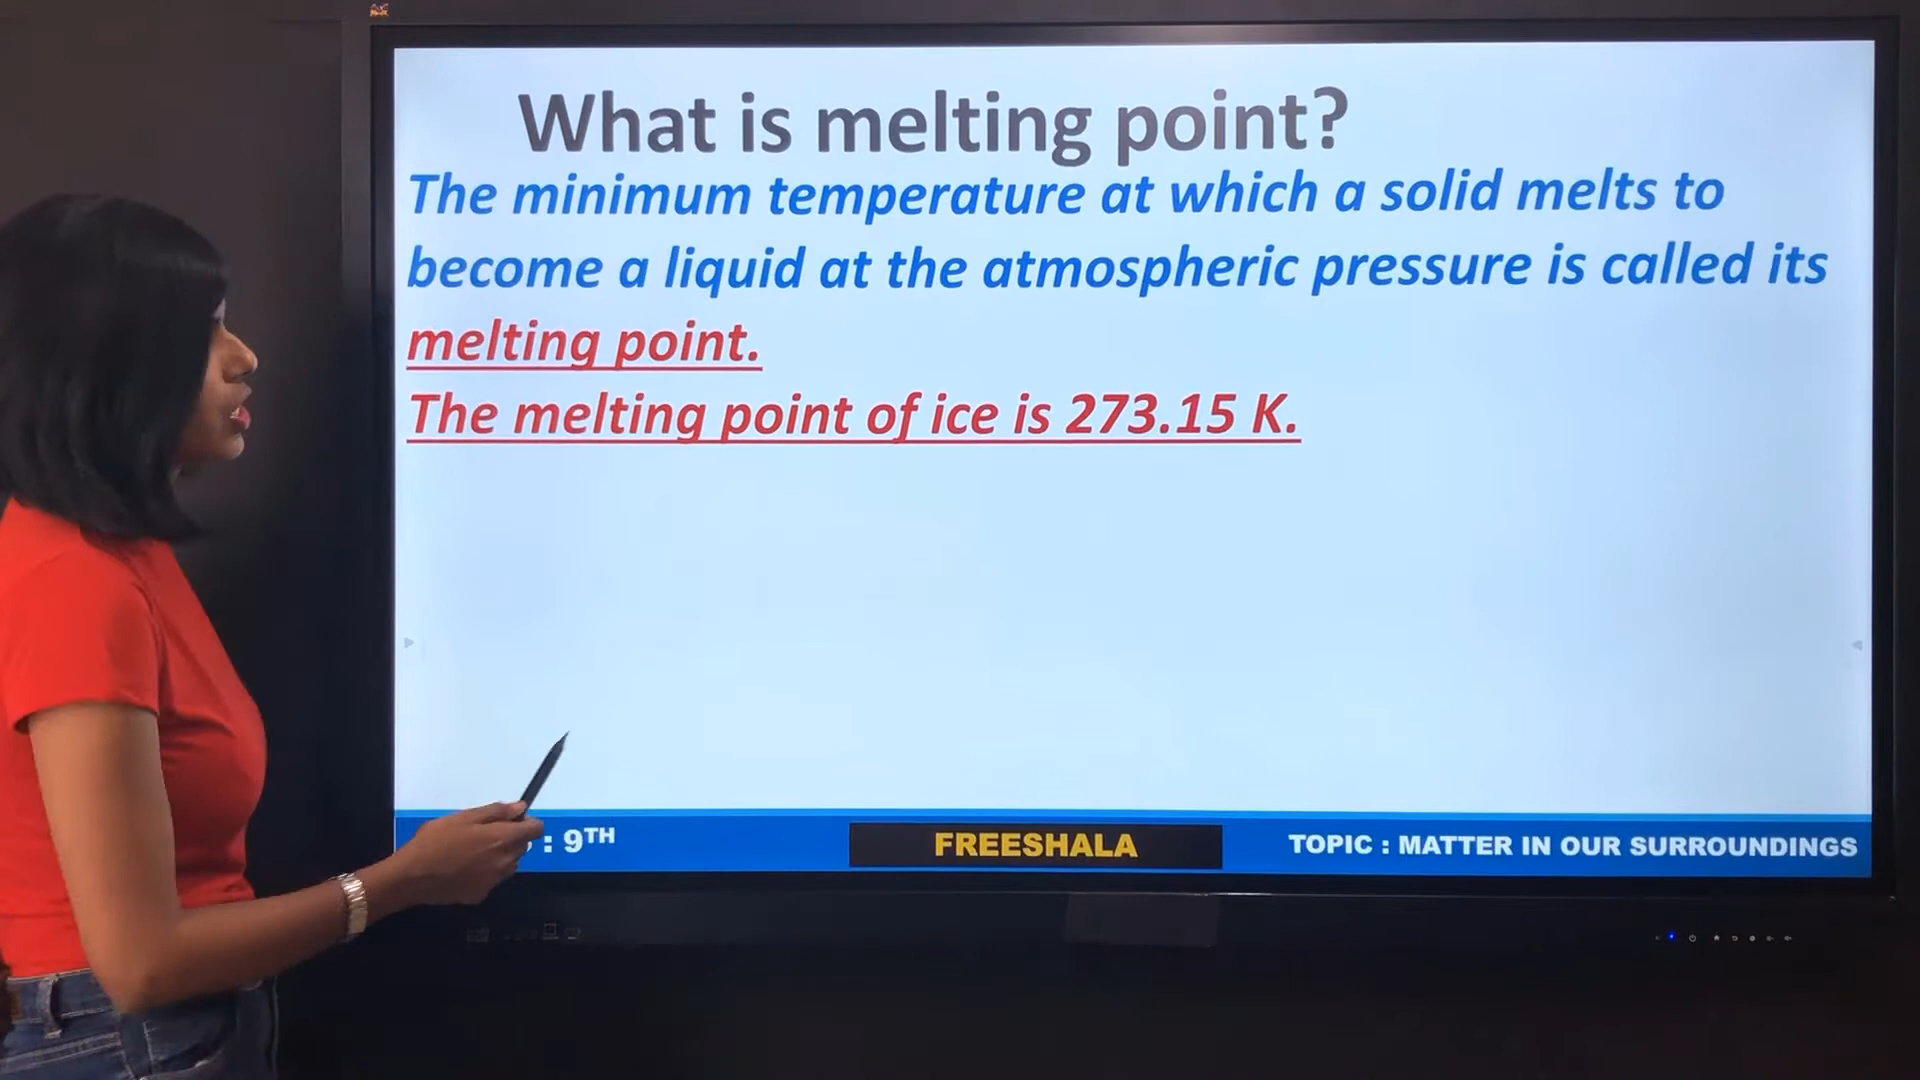 What is melting point?
The minimum temperature at which a solid melts to
become a liquid at the atmospheric pressure is called its
melting point.
The melting point of ice is 273.15 K.
: 9TH
FREESHALA
TOPIC : MATTER IN OUR SURROUNDINGS